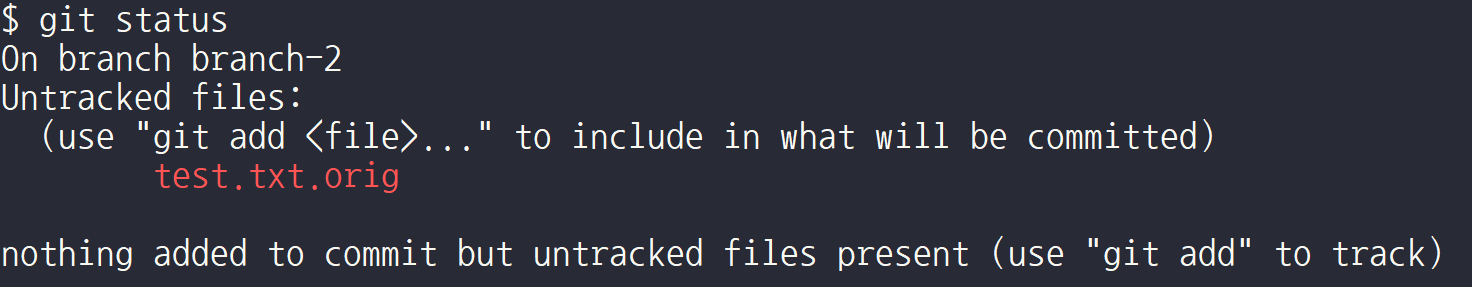 $ git status
On branch branch-2
Untracked files:
  (use "git add <file>..." to include in what will be committed)
        test.txt.orig

nothing added to commit but untracked files present (use "git add" to track)